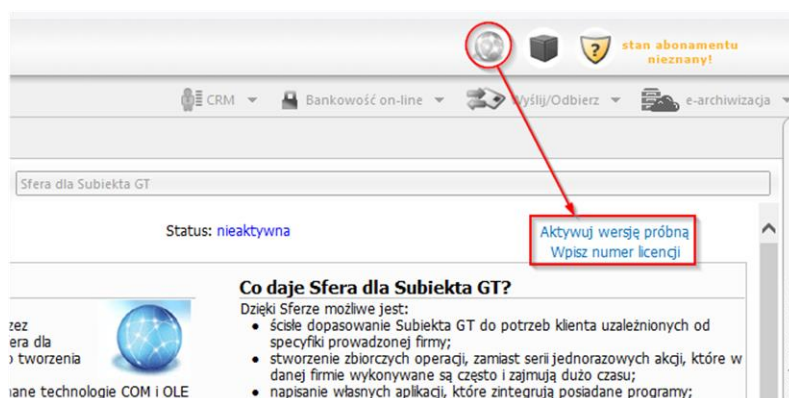 stan abonamentu
nieznany!
CRM
Bankowość on-line
Wyślij/Odbierz
e-archiwizacja
Sfera dla Subiekta GT
Status: nieaktywna
Aktywuj wersję próbną
Wpisz numer licencji
Co daje Sfera dla Subiekta GT?
Dzięki Sferze możliwe jest:
zez
era dla
o tworzenia
ane technologie COM i OLE
• ścisłe dopasowanie Subiekta GT do potrzeb klienta uzależnionych od
specyfiki prowadzonej firmy;
• stworzenie zbiorczych operacji, zamiast serii jednorazowych akcji, które w
danej firmie wykonywane są często i zajmują dużo czasu;
• napisanie własnych aplikacji, które zintegrują posiadane programy;